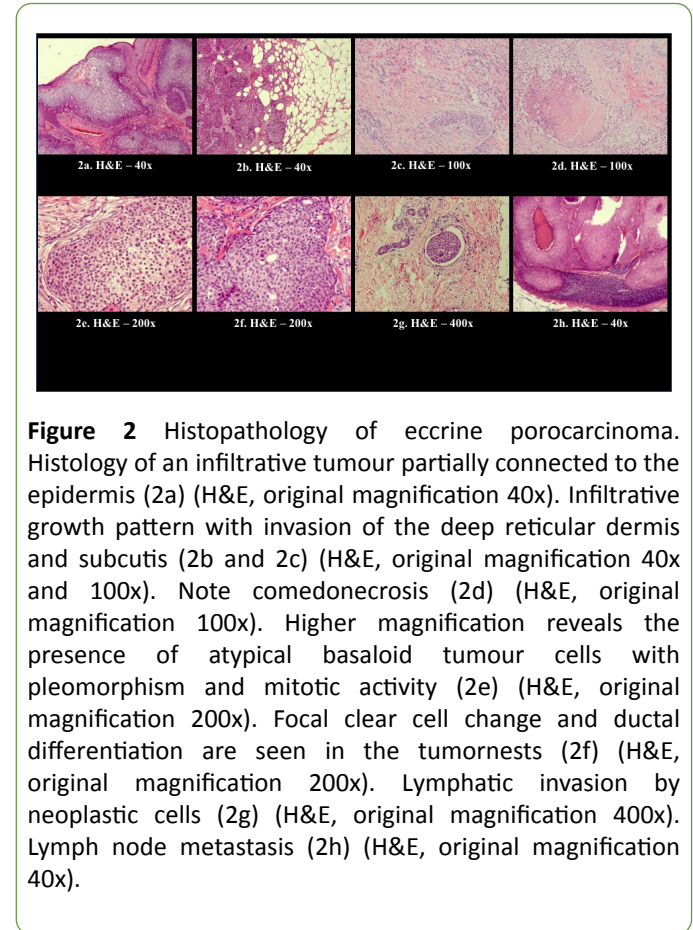 2a. H&E – 40x
2b. H&E – 40x
2c. H&E – 100x
2d. H&E – 100x
2e. H&E – 200x
2f. H&E – 200x
2g. H&E – 400x
2h. H&E – 40x
Figure 2 Histopathology of eccrine porocarcinoma.
Histology of an infiltrative tumour partially connected to the
epidermis (2a) (H&E, original magnification 40x). Infiltrative
growth pattern with invasion of the deep reticular dermis
and subcutis (2b and 2c) (H&E, original magnification 40x
and 100x). Note comedonecrosis (2d) (H&E, original
magnification 100x). Higher magnification reveals the
presence of atypical basaloid tumour cells with
pleomorphism and mitotic activity (2e) (H&E, original
magnification 200x). Focal clear cell change and ductal
differentiation are seen in the tumornests (2f) (H&E,
original magnification 200x). Lymphatic invasion by
neoplastic cells (2g) (H&E, original magnification 400x).
Lymph node metastasis (2h) (H&E, original magnification
40x).